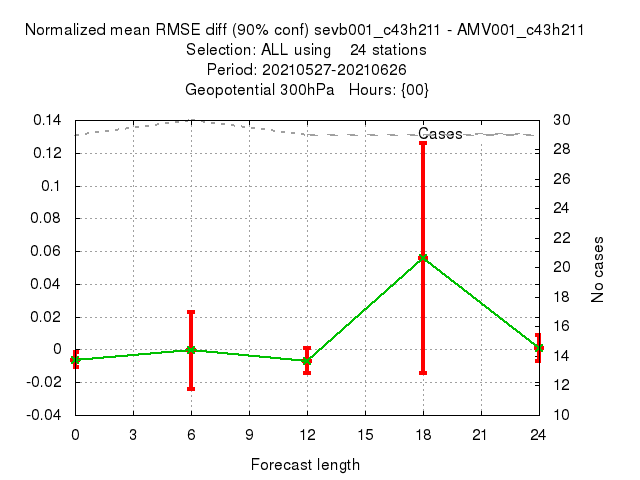 Normalized mean RMSE diff (90% conf) sevb001_c43h211 - AMV001_c43h211
Selection: ALL using 24 stations
Period: 20210527-20210626
Geopotential 300hPa Hours: {00}
0.14
0.12
0.1
0.08
0.06
0.04
0.02
0
-0.02
-0.04
Cases
30
28
26
24
22
20
18
16
14
12
10
No cases
0 3 6 9 12 15 18 21 24
Forecast length